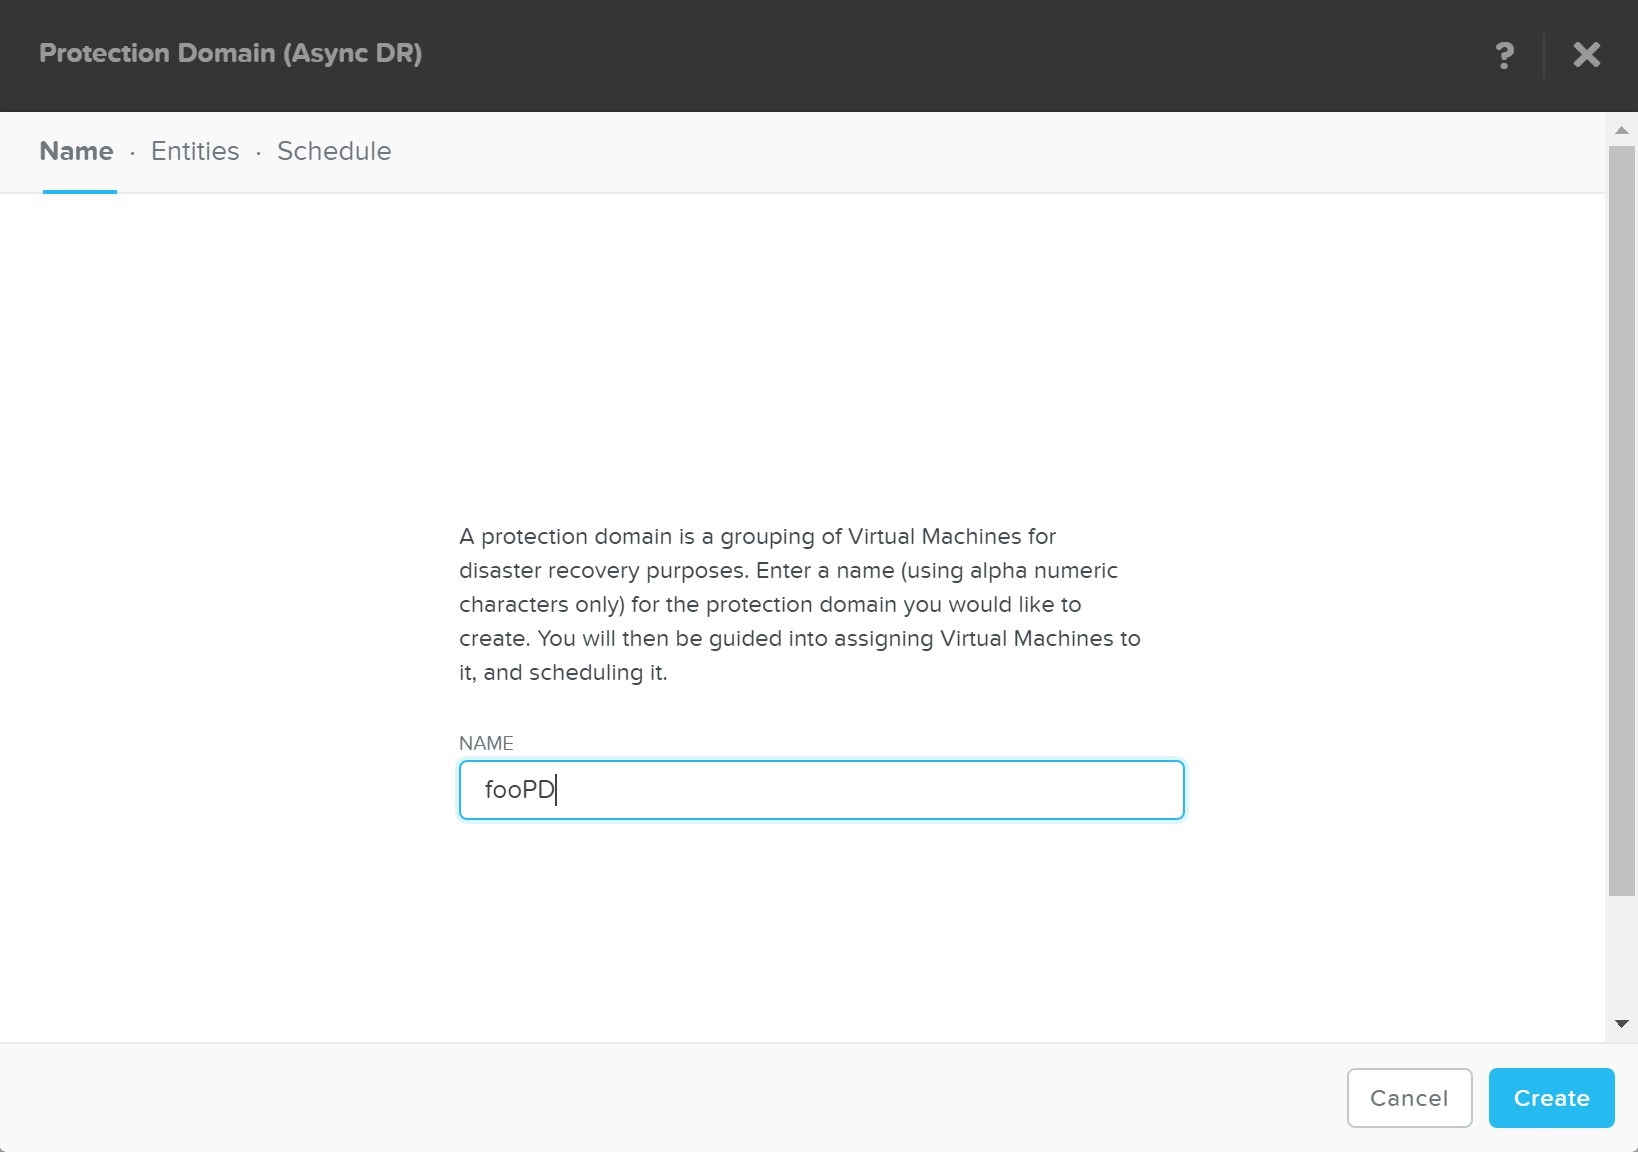 Protection Domain (Async DR)
?
Name · Entities · Schedule
A protection domain is a grouping of Virtual Machines for
disaster recovery purposes. Enter a name (using alpha numeric
characters only) for the protection domain you would like to
create. You will then be guided into assigning Virtual Machines to
it, and scheduling it.
NAME
fooPD
Cancel Create